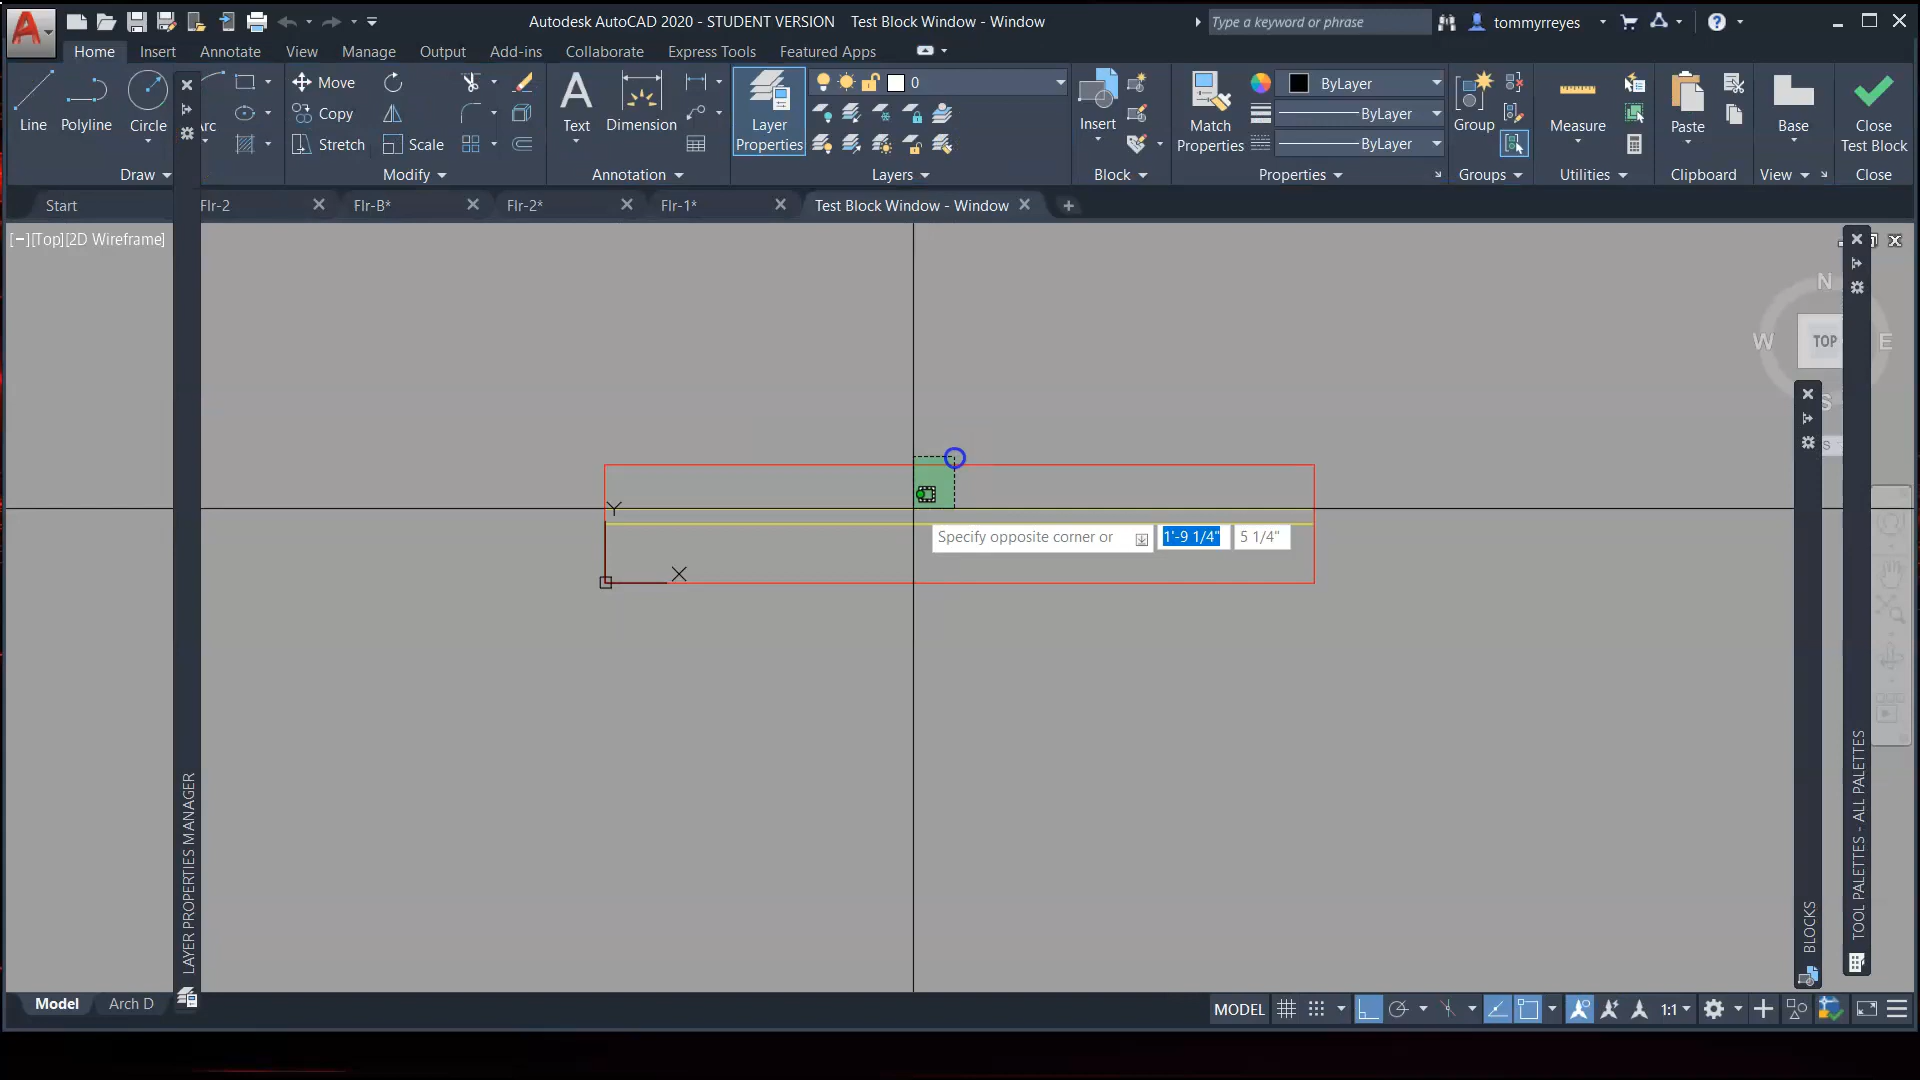 Autodesk AutoCAD 2020 - STUDENT VERSION Test Block Window - Window
Type a keyword or phrase
tommyrreyes
Home Insert Annotate View Manage Output Add-ins Collaborate Express Tools Featured Apps
Line Polyline Circle Arc
Draw
Move
Copy
Stretch Scale
Modify
Text Dimension
Annotation
Layer
Properties
0
Layers
Insert
Block
Match
Properties
ByLayer
ByLayer
ByLayer
Properties
Group
Groups
Measure
Utilities
Paste
Clipboard
Base
View
Close
Test Block
Close
Start Flr-2 Flr-B* Flr-2* Flr-1* Test Block Window - Window
[−][Top][2D Wireframe]
N
W TOP E
S
S
Y
X
Specify opposite corner or 1'-9 1/4" 5 1/4"
LAYER PROPERTIES MANAGER
BLOCKS
TOOL PALETTES - ALL PALETTES
Model Arch D
MODEL 1:1